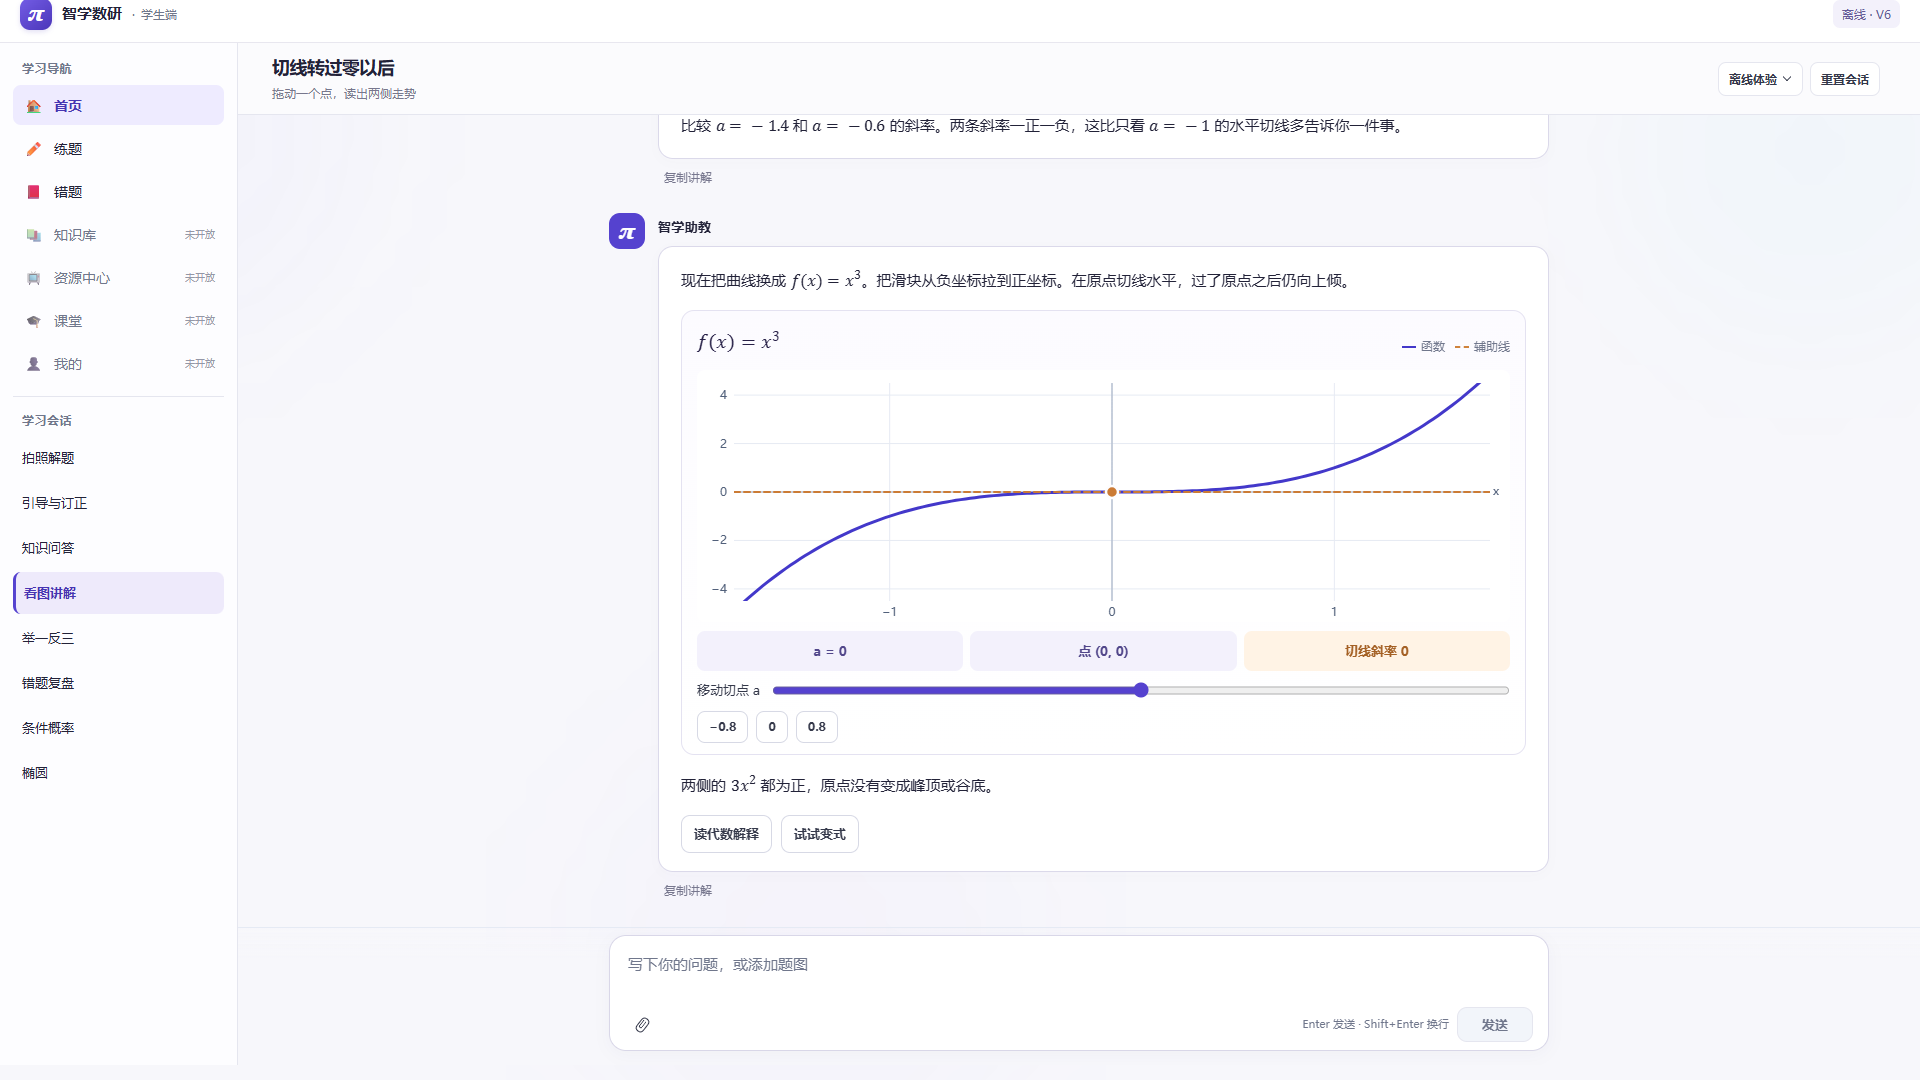 π 智学数研 · 学生端
离线 · V6
学习导航
首页
练题
错题
知识库 未开放
资源中心 未开放
课堂 未开放
我的 未开放
学习会话
拍照解题
引导与订正
知识问答
看图讲解
举一反三
错题复盘
条件概率
椭圆
切线转过零以后
拖动一个点，读出两侧走势
离线体验
重置会话
比较 a = −1.4 和 a = −0.6 的斜率。两条斜率一正一负，这比只看 a = −1 的水平切线多告诉你一件事。
复制讲解
π 智学助教
现在把曲线换成 f(x) = x³。把滑块从负坐标拉到正坐标。在原点切线水平，过了原点之后仍向上倾。
f(x) = x³
函数 辅助线
4
2
0
−2
−4
x
−1 0 1
a = 0
点 (0, 0)
切线斜率 0
移动切点 a
−0.8 0 0.8
两侧的 3x² 都为正，原点没有变成峰顶或谷底。
读代数解释 试试变式
复制讲解
写下你的问题，或添加题图
Enter 发送 · Shift+Enter 换行
发送